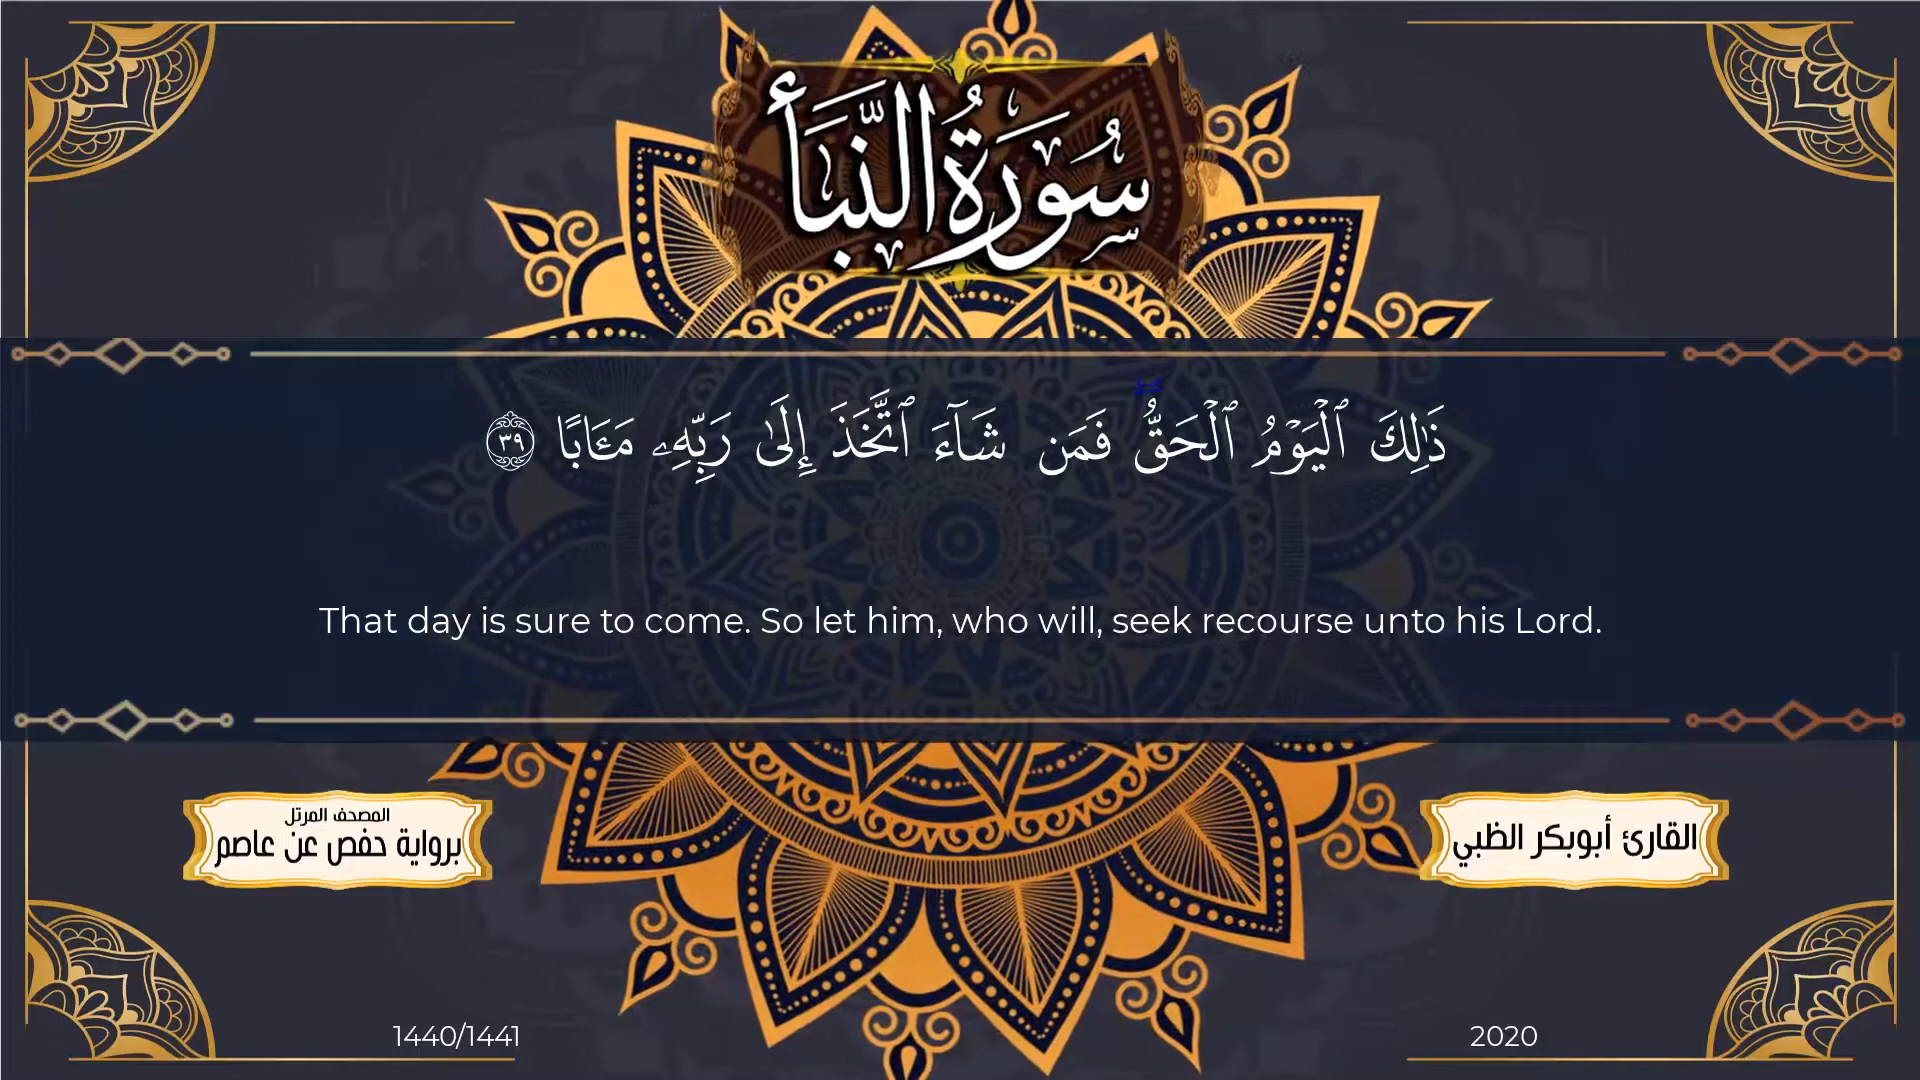 سُورَةُ النَّبَأ
ذَٰلِكَ ٱلْيَوْمُ ٱلْحَقُّ ۖ فَمَن شَآءَ ٱتَّخَذَ إِلَىٰ رَبِّهِۦ مَـَٔابًا ٣٩
That day is sure to come. So let him, who will, seek recourse unto his Lord.
القارئ أبوبكر الظبي
المصحف المرتل
برواية حفص عن عاصم
1440/1441
2020